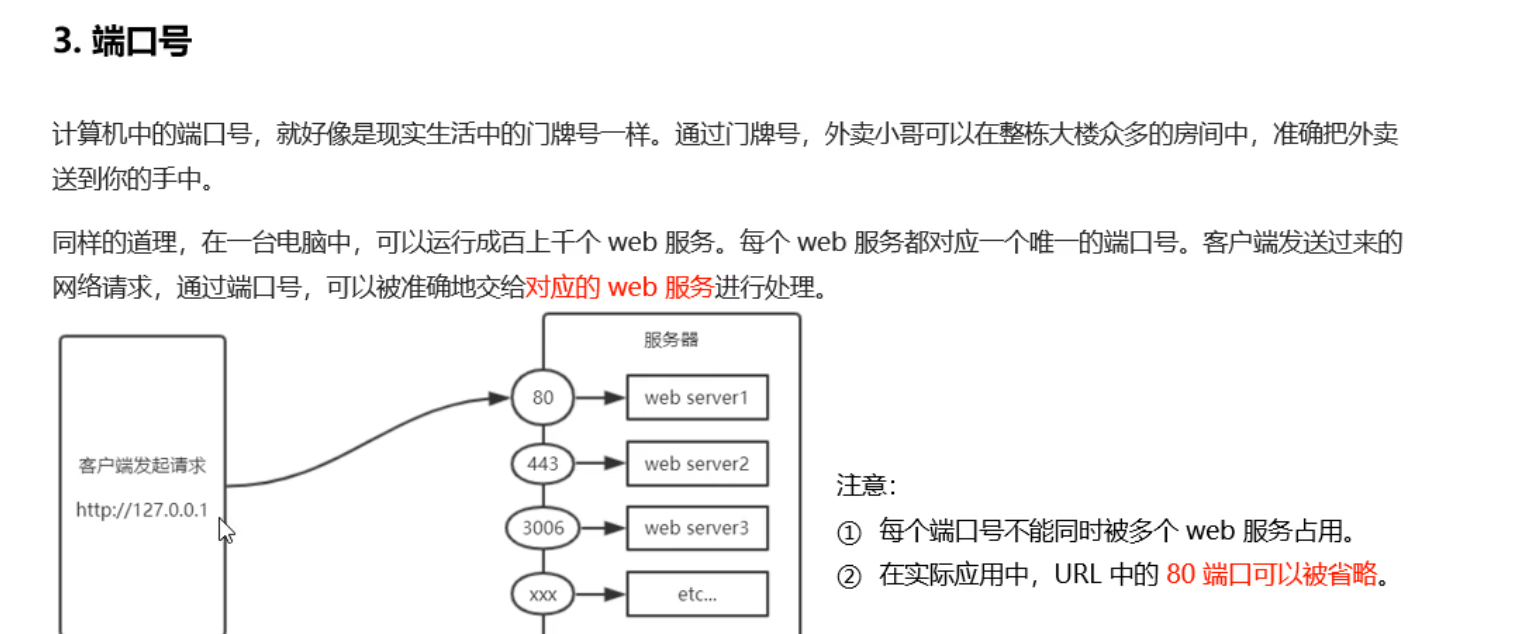 3. 端口号
计算机中的端口号，就好像是现实生活中的门牌号一样。通过门牌号，外卖小哥可以在整栋大楼众多的房间中，准确把外卖
送到你的手中。
同样的道理，在一台电脑中，可以运行成百上千个 web 服务。每个 web 服务都对应一个唯一的端口号。客户端发送过来的
网络请求，通过端口号，可以被准确地交给对应的 web 服务进行处理。
客户端发起请求
http://127.0.0.1
服务器
80
web server1
443
web server2
3006
web server3
xxx
etc...
注意：
① 每个端口号不能同时被多个 web 服务占用。
② 在实际应用中，URL 中的 80 端口可以被省略。